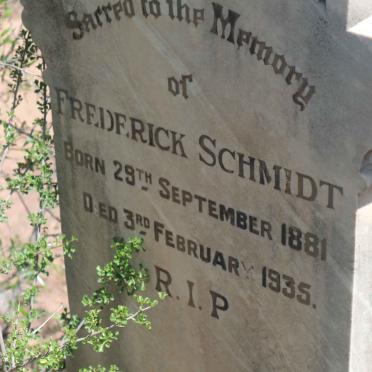 Sacred to the Memory
of
FREDERICK SCHMIDT
BORN 29TH SEPTEMBER 1881
DIED 3RD FEBRUARY 1935.
R.I.P